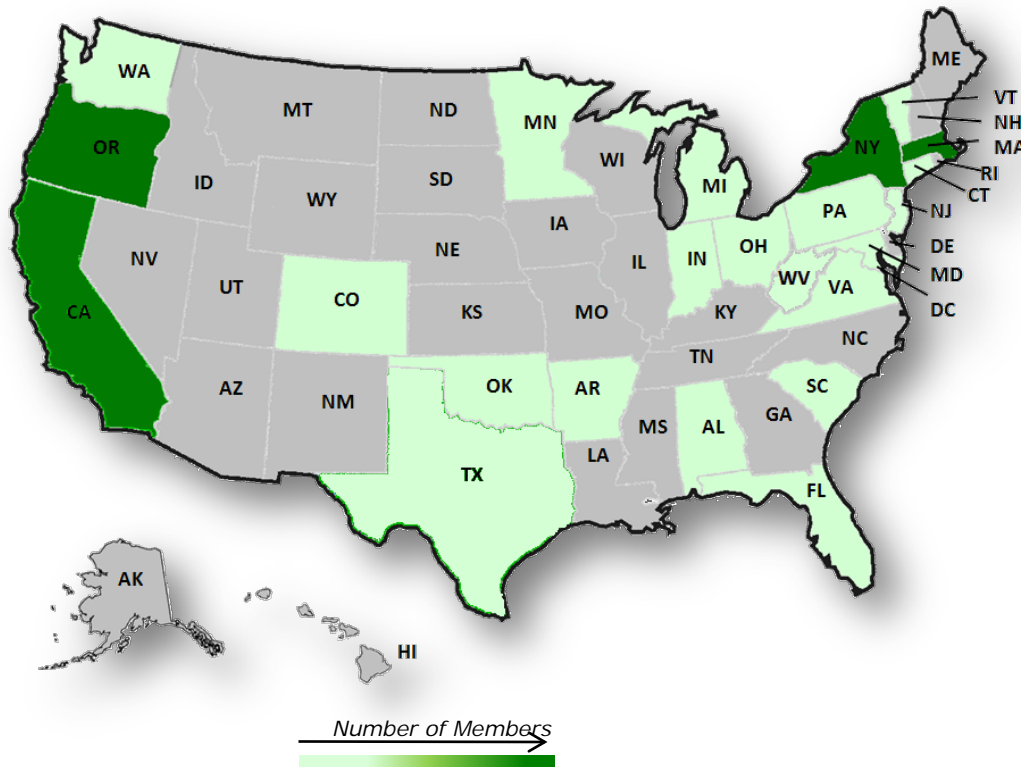 ME
WA
VT
MT
ND
NH
MN
OR
NY
MA
WI
RI
ID
SD
MI
CT
WY
PA
NJ
IA
OH
DE
NV
NE
IN
IL
MD
UT
WV
VA
CO
DC
CA
KS
MO
KY
NC
TN
AZ
OK
AR
SC
NM
GA
MS
AL
LA
TX
FL
AK
HI
Number of Members